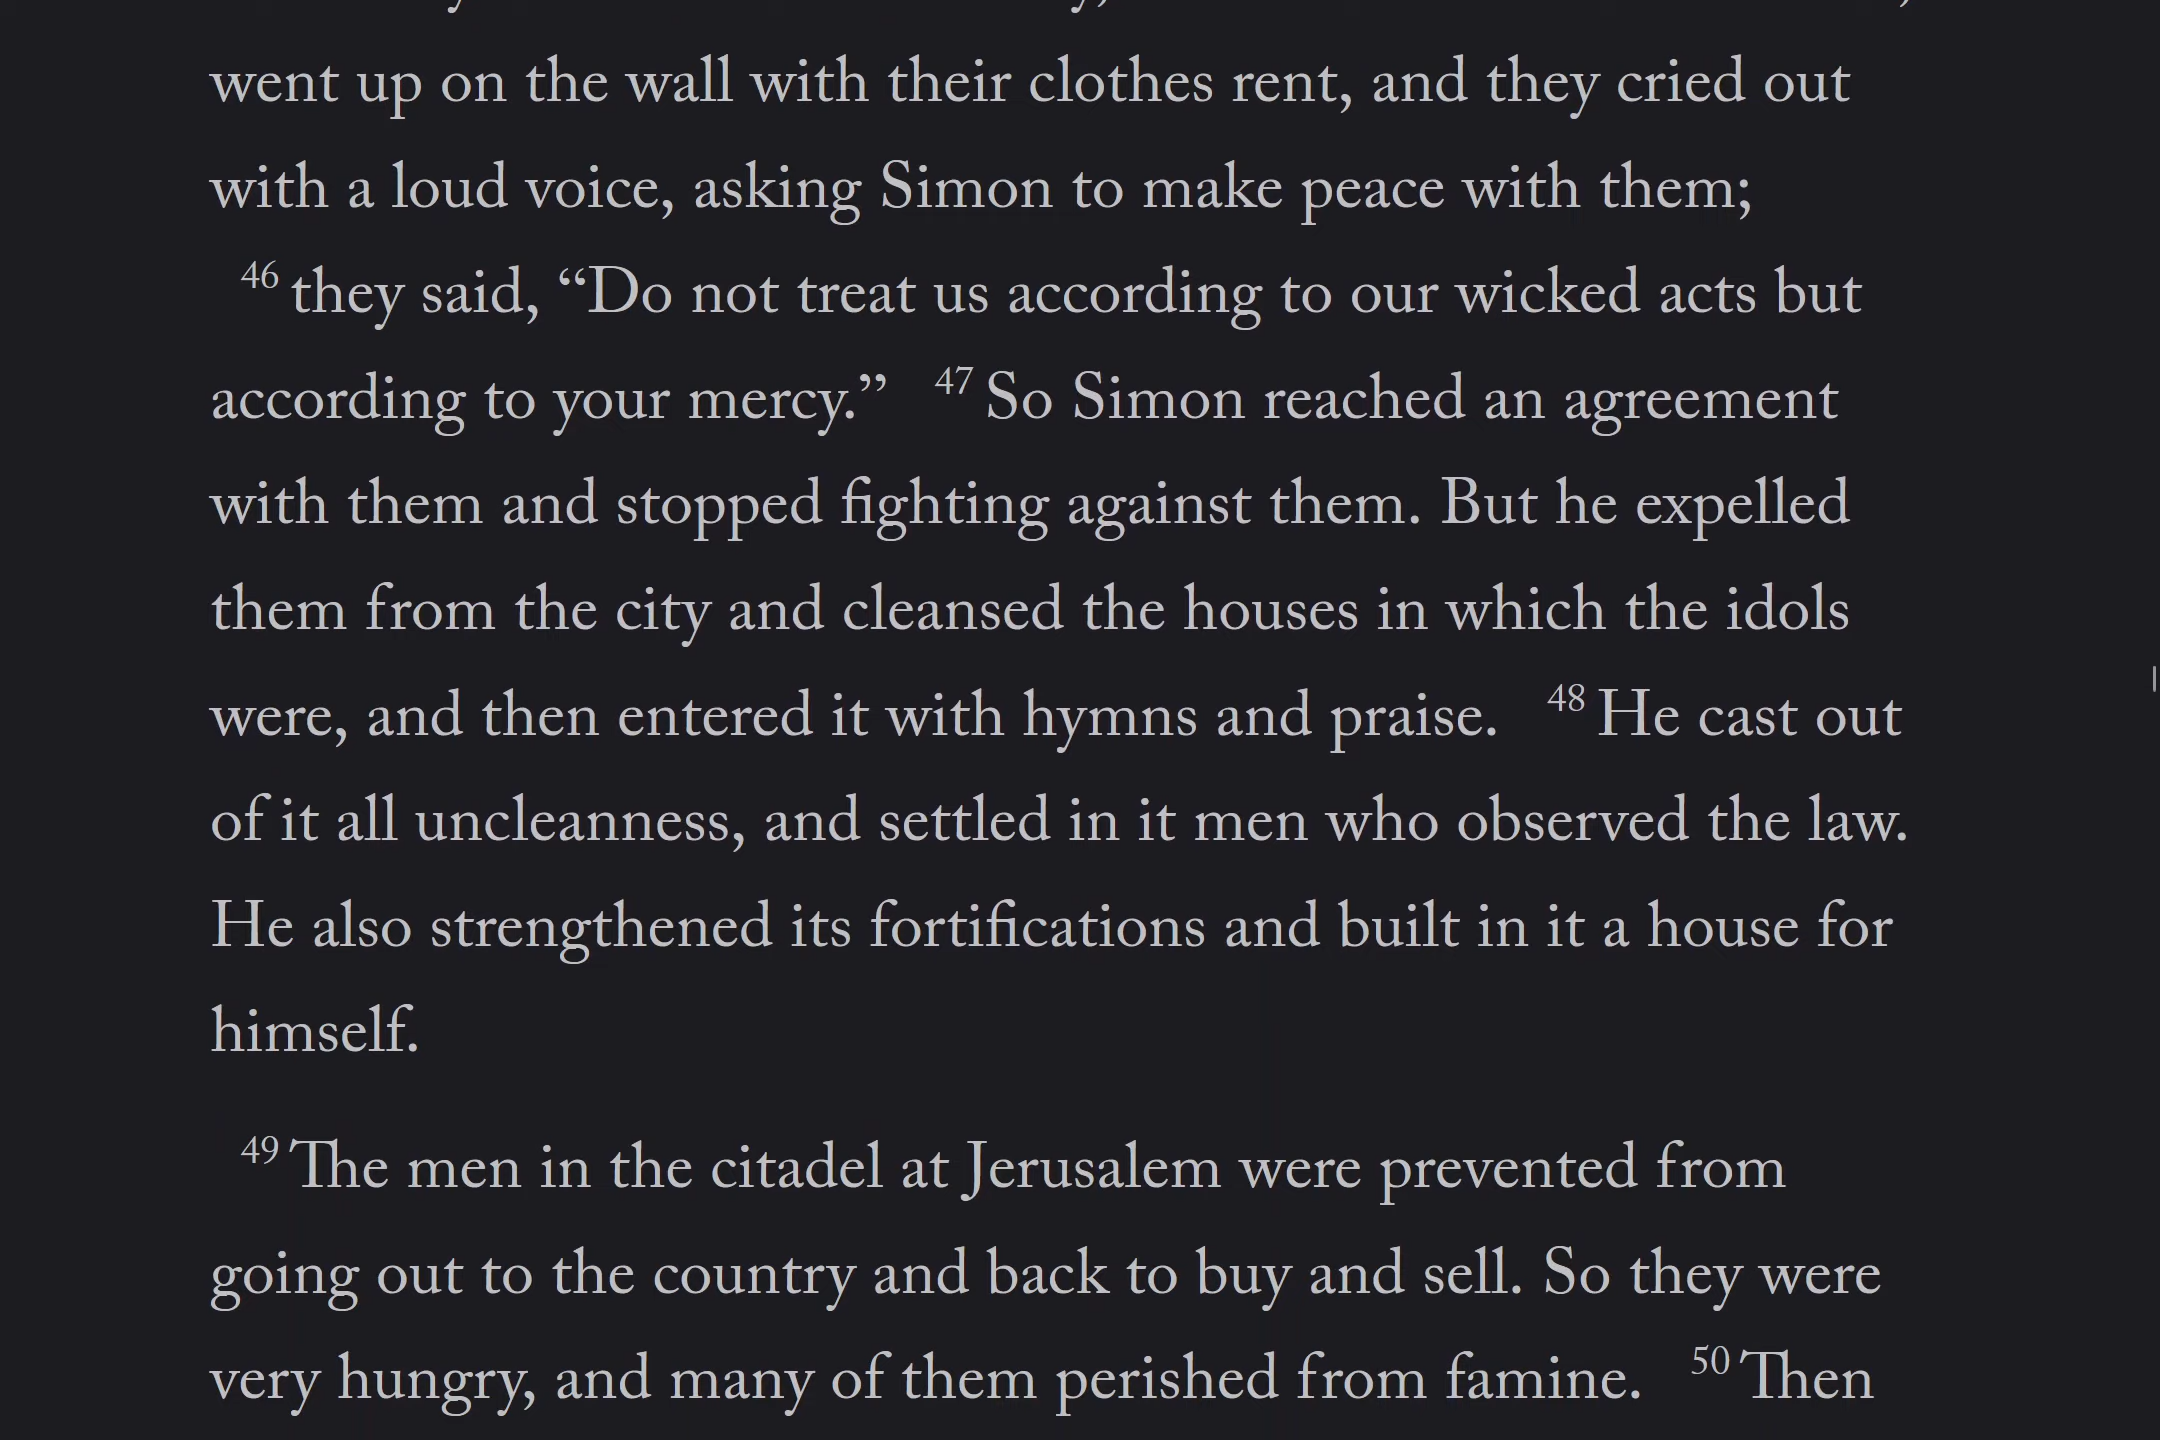 went up on the wall with their clothes rent, and they cried out
with a loud voice, asking Simon to make peace with them;
46 they said, “Do not treat us according to our wicked acts but
according to your mercy.” 47 So Simon reached an agreement
with them and stopped fighting against them. But he expelled
them from the city and cleansed the houses in which the idols
were, and then entered it with hymns and praise. 48 He cast out
of it all uncleanness, and settled in it men who observed the law.
He also strengthened its fortifications and built in it a house for
himself.
49 The men in the citadel at Jerusalem were prevented from
going out to the country and back to buy and sell. So they were
very hungry, and many of them perished from famine. 50 Then